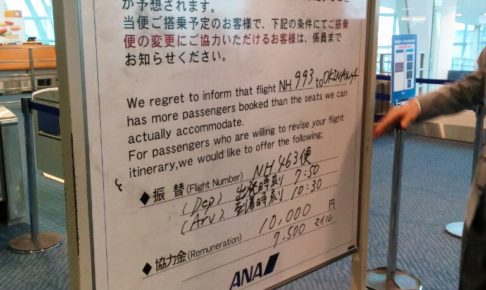 が予想されます。
当便ご搭乗予定のお客様で、下記の条件にてご搭乗
便の変更にご協力いただけるお客様は、係員まで
お知らせください。
We regret to inform that flight NH 993 to OKINAWA
has more passengers booked than the seats we can
actually accommodate.
For passengers who are willing to revise your flight
itinerary,we would like to offer the following;
◆振替 (Flight Number) NH 463便
(Dep) 出発時刻 7:50
(Arv) 到着時刻 10:30
◆協力金 (Remuneration) 10,000 円
7,500 マイル
ANA